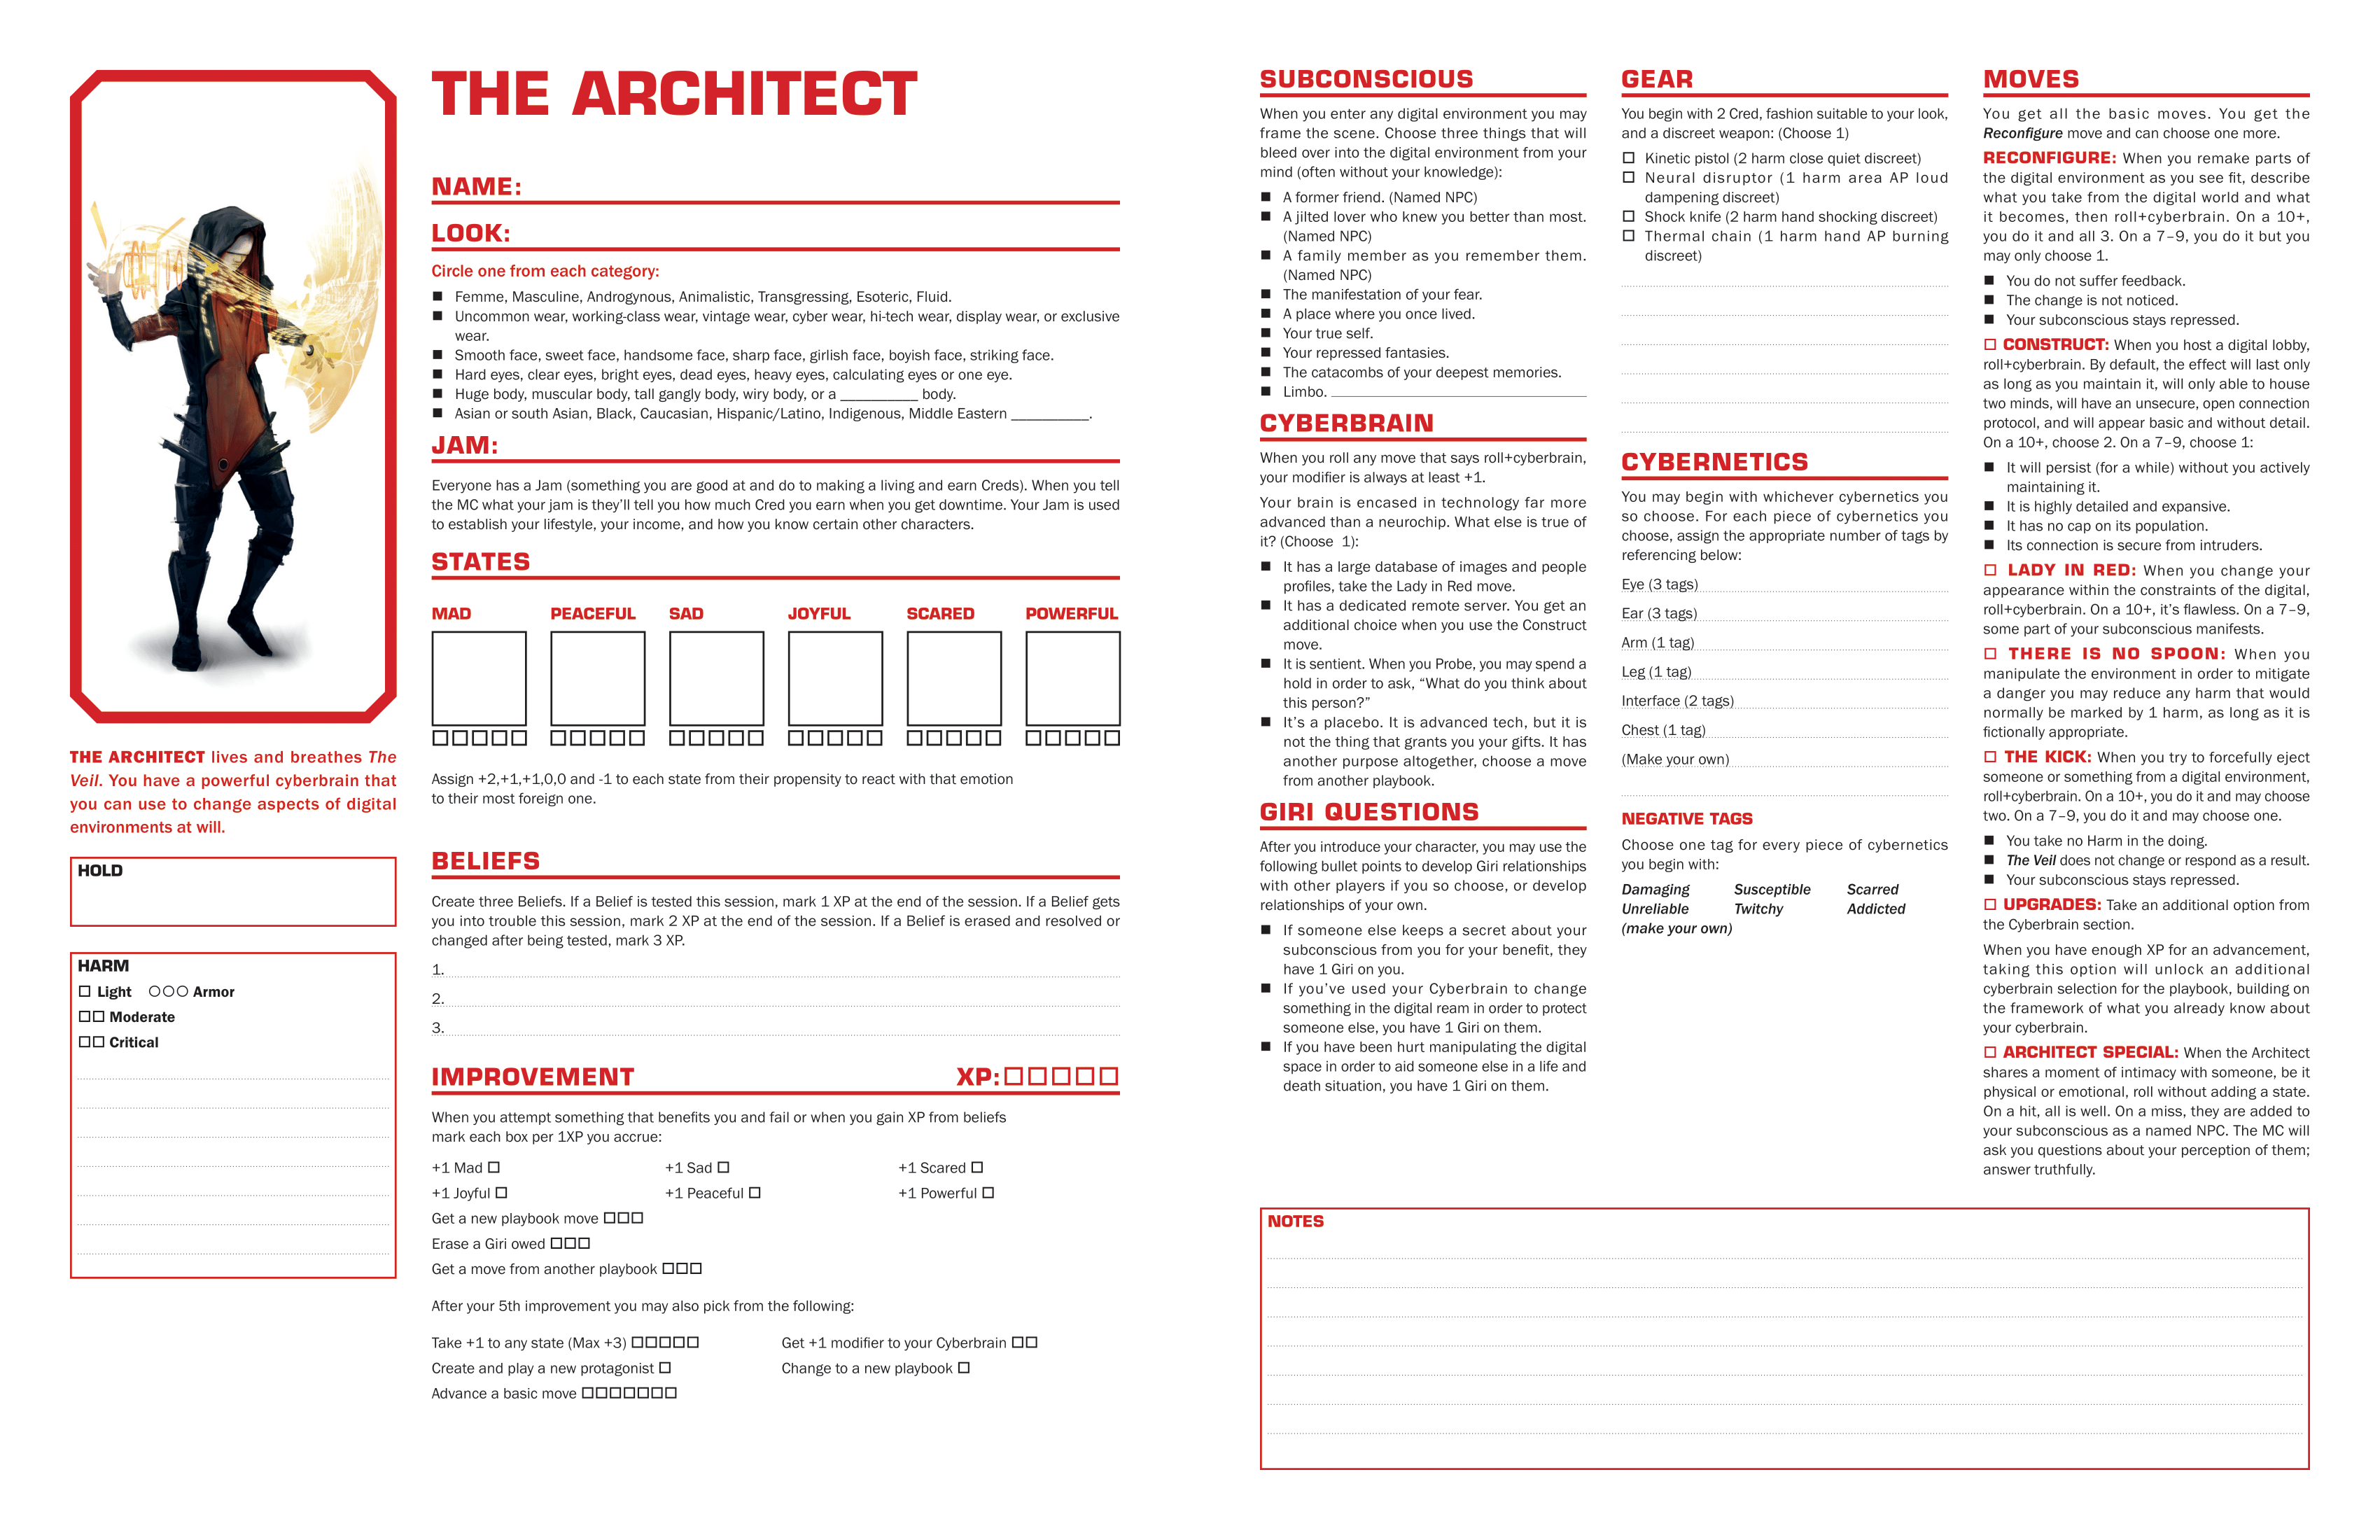 THE ARCHITECT lives and breathes The
Veil. You have a powerful cyberbrain that
you can use to change aspects of digital
environments at will.
HOLD
HARM
Light Armor
Moderate
Critical
THE ARCHITECT
NAME:
LOOK:
Circle one from each category:
Femme, Masculine, Androgynous, Animalistic, Transgressing, Esoteric, Fluid.
Uncommon wear, working-class wear, vintage wear, cyber wear, hi-tech wear, display wear, or exclusive
wear.
Smooth face, sweet face, handsome face, sharp face, girlish face, boyish face, striking face.
Hard eyes, clear eyes, bright eyes, dead eyes, heavy eyes, calculating eyes or one eye.
Huge body, muscular body, tall gangly body, wiry body, or a __________ body.
Asian or south Asian, Black, Caucasian, Hispanic/Latino, Indigenous, Middle Eastern __________.
JAM:
Everyone has a Jam (something you are good at and do to making a living and earn Creds). When you tell
the MC what your jam is they’ll tell you how much Cred you earn when you get downtime. Your Jam is used
to establish your lifestyle, your income, and how you know certain other characters.
STATES
MAD PEACEFUL SAD JOYFUL SCARED POWERFUL
Assign +2,+1,+1,0,0 and -1 to each state from their propensity to react with that emotion
to their most foreign one.
BELIEFS
Create three Beliefs. If a Belief is tested this session, mark 1 XP at the end of the session. If a Belief gets
you into trouble this session, mark 2 XP at the end of the session. If a Belief is erased and resolved or
changed after being tested, mark 3 XP.
1.
2.
3.
IMPROVEMENT XP:
When you attempt something that benefits you and fail or when you gain XP from beliefs
mark each box per 1XP you accrue:
+1 Mad +1 Sad +1 Scared
+1 Joyful +1 Peaceful +1 Powerful
Get a new playbook move
Erase a Giri owed
Get a move from another playbook
After your 5th improvement you may also pick from the following:
Take +1 to any state (Max +3) Get +1 modifier to your Cyberbrain
Create and play a new protagonist Change to a new playbook
Advance a basic move
SUBCONSCIOUS
When you enter any digital environment you may
frame the scene. Choose three things that will
bleed over into the digital environment from your
mind (often without your knowledge):
A former friend. (Named NPC)
A jilted lover who knew you better than most.
(Named NPC)
A family member as you remember them.
(Named NPC)
The manifestation of your fear.
A place where you once lived.
Your true self.
Your repressed fantasies.
The catacombs of your deepest memories.
Limbo.
CYBERBRAIN
When you roll any move that says roll+cyberbrain,
your modifier is always at least +1.
Your brain is encased in technology far more
advanced than a neurochip. What else is true of
it? (Choose 1):
It has a large database of images and people
profiles, take the Lady in Red move.
It has a dedicated remote server. You get an
additional choice when you use the Construct
move.
It is sentient. When you Probe, you may spend a
hold in order to ask, “What do you think about
this person?”
It’s a placebo. It is advanced tech, but it is
not the thing that grants you your gifts. It has
another purpose altogether, choose a move
from another playbook.
GIRI QUESTIONS
After you introduce your character, you may use the
following bullet points to develop Giri relationships
with other players if you so choose, or develop
relationships of your own.
If someone else keeps a secret about your
subconscious from you for your benefit, they
have 1 Giri on you.
If you’ve used your Cyberbrain to change
something in the digital ream in order to protect
someone else, you have 1 Giri on them.
If you have been hurt manipulating the digital
space in order to aid someone else in a life and
death situation, you have 1 Giri on them.
GEAR
You begin with 2 Cred, fashion suitable to your look,
and a discreet weapon: (Choose 1)
Kinetic pistol (2 harm close quiet discreet)
Neural disruptor (1 harm area AP loud
dampening discreet)
Shock knife (2 harm hand shocking discreet)
Thermal chain (1 harm hand AP burning
discreet)
CYBERNETICS
You may begin with whichever cybernetics you
so choose. For each piece of cybernetics you
choose, assign the appropriate number of tags by
referencing below:
Eye (3 tags)
Ear (3 tags)
Arm (1 tag)
Leg (1 tag)
Interface (2 tags)
Chest (1 tag)
(Make your own)
NEGATIVE TAGS
Choose one tag for every piece of cybernetics
you begin with:
Damaging Susceptible Scarred
Unreliable Twitchy Addicted
(make your own)
MOVES
You get all the basic moves. You get the
Reconfigure move and can choose one more.
RECONFIGURE: When you remake parts of
the digital environment as you see fit, describe
what you take from the digital world and what
it becomes, then roll+cyberbrain. On a 10+,
you do it and all 3. On a 7–9, you do it but you
may only choose 1.
You do not suffer feedback.
The change is not noticed.
Your subconscious stays repressed.
CONSTRUCT: When you host a digital lobby,
roll+cyberbrain. By default, the effect will last only
as long as you maintain it, will only able to house
two minds, will have an unsecure, open connection
protocol, and will appear basic and without detail.
On a 10+, choose 2. On a 7–9, choose 1:
It will persist (for a while) without you actively
maintaining it.
It is highly detailed and expansive.
It has no cap on its population.
Its connection is secure from intruders.
LADY IN RED: When you change your
appearance within the constraints of the digital,
roll+cyberbrain. On a 10+, it’s flawless. On a 7–9,
some part of your subconscious manifests.
THERE IS NO SPOON: When you
manipulate the environment in order to mitigate
a danger you may reduce any harm that would
normally be marked by 1 harm, as long as it is
fictionally appropriate.
THE KICK: When you try to forcefully eject
someone or something from a digital environment,
roll+cyberbrain. On a 10+, you do it and may choose
two. On a 7–9, you do it and may choose one.
You take no Harm in the doing.
The Veil does not change or respond as a result.
Your subconscious stays repressed.
UPGRADES: Take an additional option from
the Cyberbrain section.
When you have enough XP for an advancement,
taking this option will unlock an additional
cyberbrain selection for the playbook, building on
the framework of what you already know about
your cyberbrain.
ARCHITECT SPECIAL: When the Architect
shares a moment of intimacy with someone, be it
physical or emotional, roll without adding a state.
On a hit, all is well. On a miss, they are added to
your subconscious as a named NPC. The MC will
ask you questions about your perception of them;
answer truthfully.
NOTES